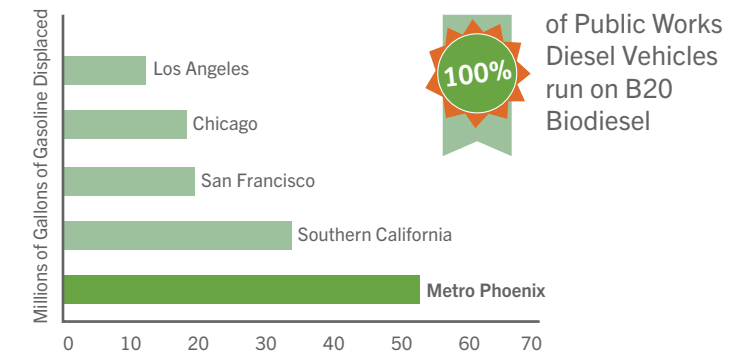 Millions of Gallons of Gasoline Displaced
Los Angeles
Chicago
San Francisco
Southern California
Metro Phoenix
0 10 20 30 40 50 60 70
100%
of Public Works
Diesel Vehicles
run on B20
Biodiesel